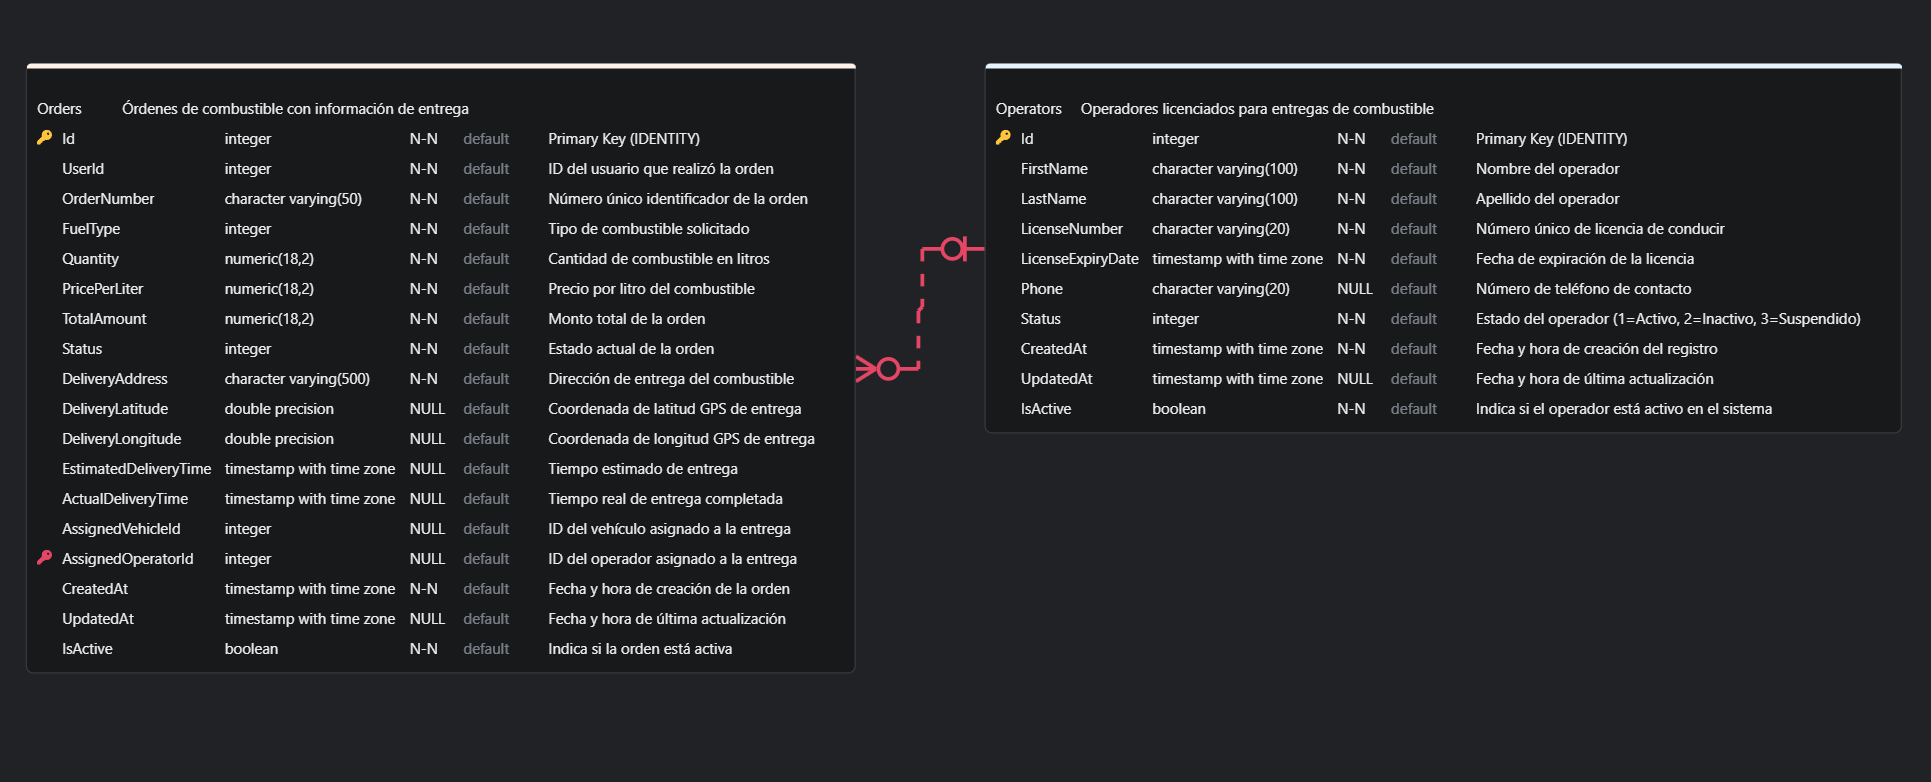 Orders Órdenes de combustible con información de entrega
Id integer N-N default Primary Key (IDENTITY)
UserId integer N-N default ID del usuario que realizó la orden
OrderNumber character varying(50) N-N default Número único identificador de la orden
FuelType integer N-N default Tipo de combustible solicitado
Quantity numeric(18,2) N-N default Cantidad de combustible en litros
PricePerLiter numeric(18,2) N-N default Precio por litro del combustible
TotalAmount numeric(18,2) N-N default Monto total de la orden
Status integer N-N default Estado actual de la orden
DeliveryAddress character varying(500) N-N default Dirección de entrega del combustible
DeliveryLatitude double precision NULL default Coordenada de latitud GPS de entrega
DeliveryLongitude double precision NULL default Coordenada de longitud GPS de entrega
EstimatedDeliveryTime timestamp with time zone NULL default Tiempo estimado de entrega
ActualDeliveryTime timestamp with time zone NULL default Tiempo real de entrega completada
AssignedVehicleId integer NULL default ID del vehículo asignado a la entrega
AssignedOperatorId integer NULL default ID del operador asignado a la entrega
CreatedAt timestamp with time zone N-N default Fecha y hora de creación de la orden
UpdatedAt timestamp with time zone NULL default Fecha y hora de última actualización
IsActive boolean N-N default Indica si la orden está activa
Operators Operadores licenciados para entregas de combustible
Id integer N-N default Primary Key (IDENTITY)
FirstName character varying(100) N-N default Nombre del operador
LastName character varying(100) N-N default Apellido del operador
LicenseNumber character varying(20) N-N default Número único de licencia de conducir
LicenseExpiryDate timestamp with time zone N-N default Fecha de expiración de la licencia
Phone character varying(20) NULL default Número de teléfono de contacto
Status integer N-N default Estado del operador (1=Activo, 2=Inactivo, 3=Suspendido)
CreatedAt timestamp with time zone N-N default Fecha y hora de creación del registro
UpdatedAt timestamp with time zone NULL default Fecha y hora de última actualización
IsActive boolean N-N default Indica si el operador está activo en el sistema